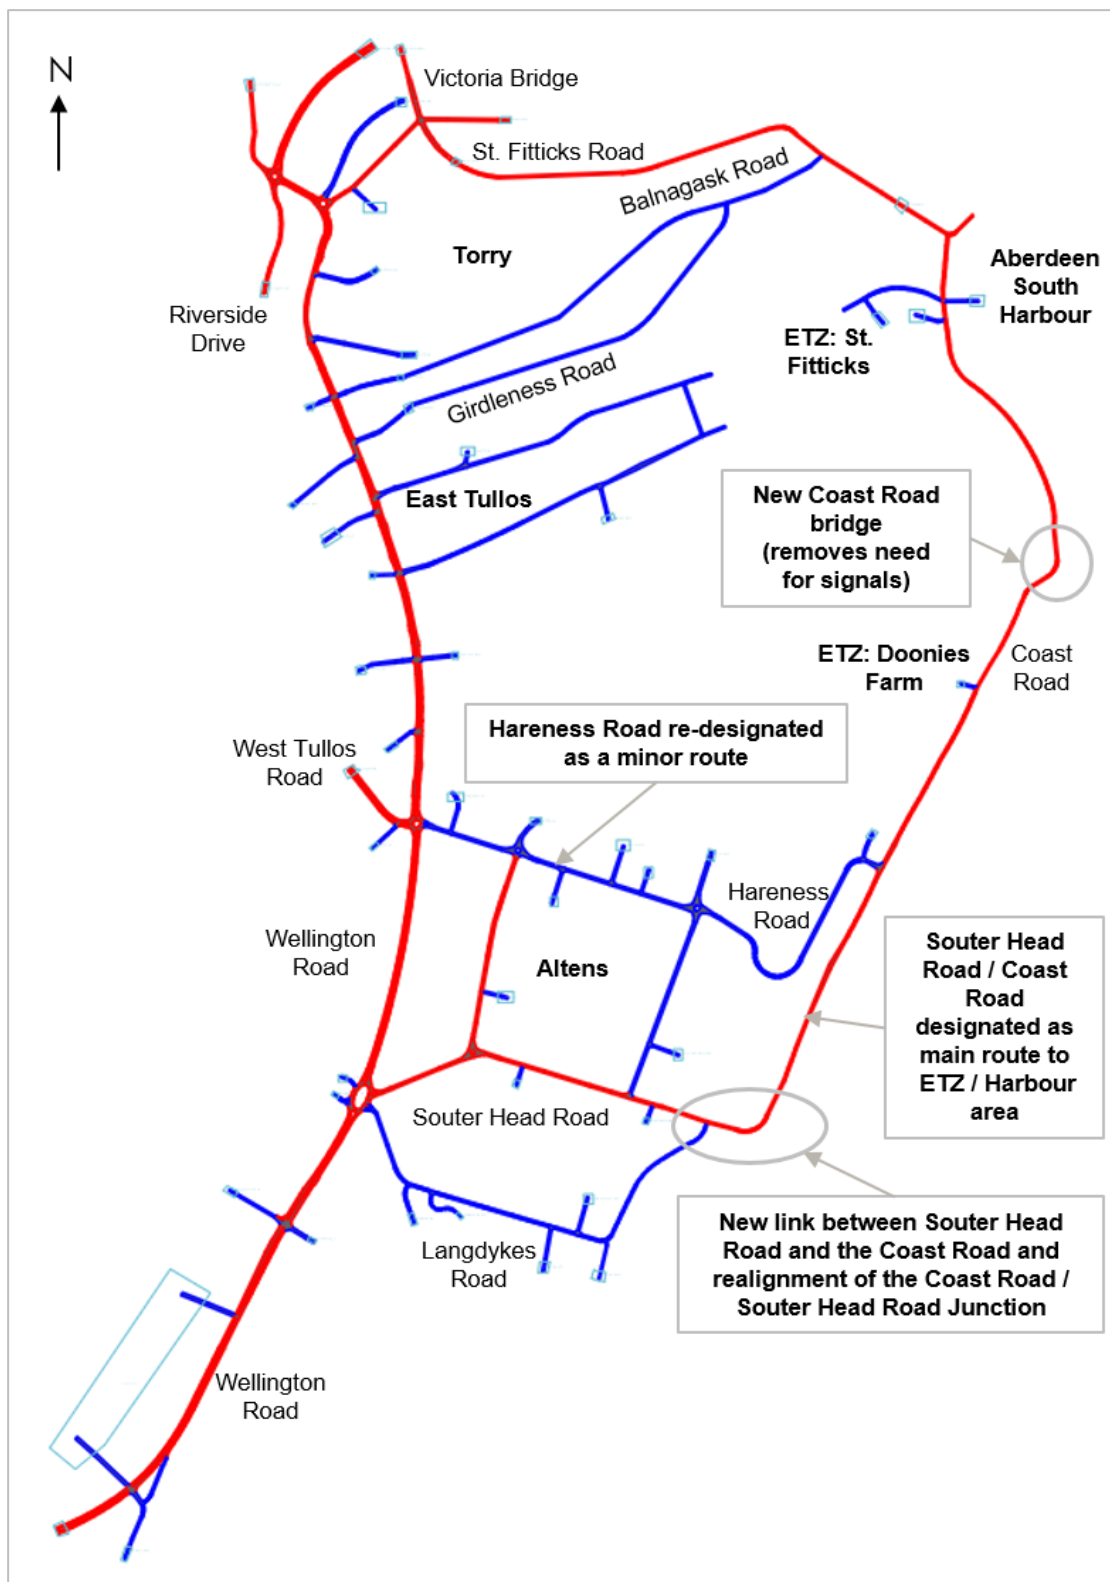 N
Victoria Bridge
St. Fitticks Road
Balnagask Road
Torry
Aberdeen
South
Harbour
Riverside
Drive
ETZ: St.
Fitticks
Girdleness Road
East Tullos
New Coast Road
bridge
(removes need
for signals)
ETZ: Doonies
Farm
Coast
Road
Hareness Road re-designated
as a minor route
West Tullos
Road
Hareness
Road
Wellington
Road
Altens
Souter Head
Road / Coast
Road
designated as
main route to
ETZ / Harbour
area
Souter Head Road
New link between Souter Head
Road and the Coast Road and
realignment of the Coast Road /
Souter Head Road Junction
Langdykes
Road
Wellington
Road